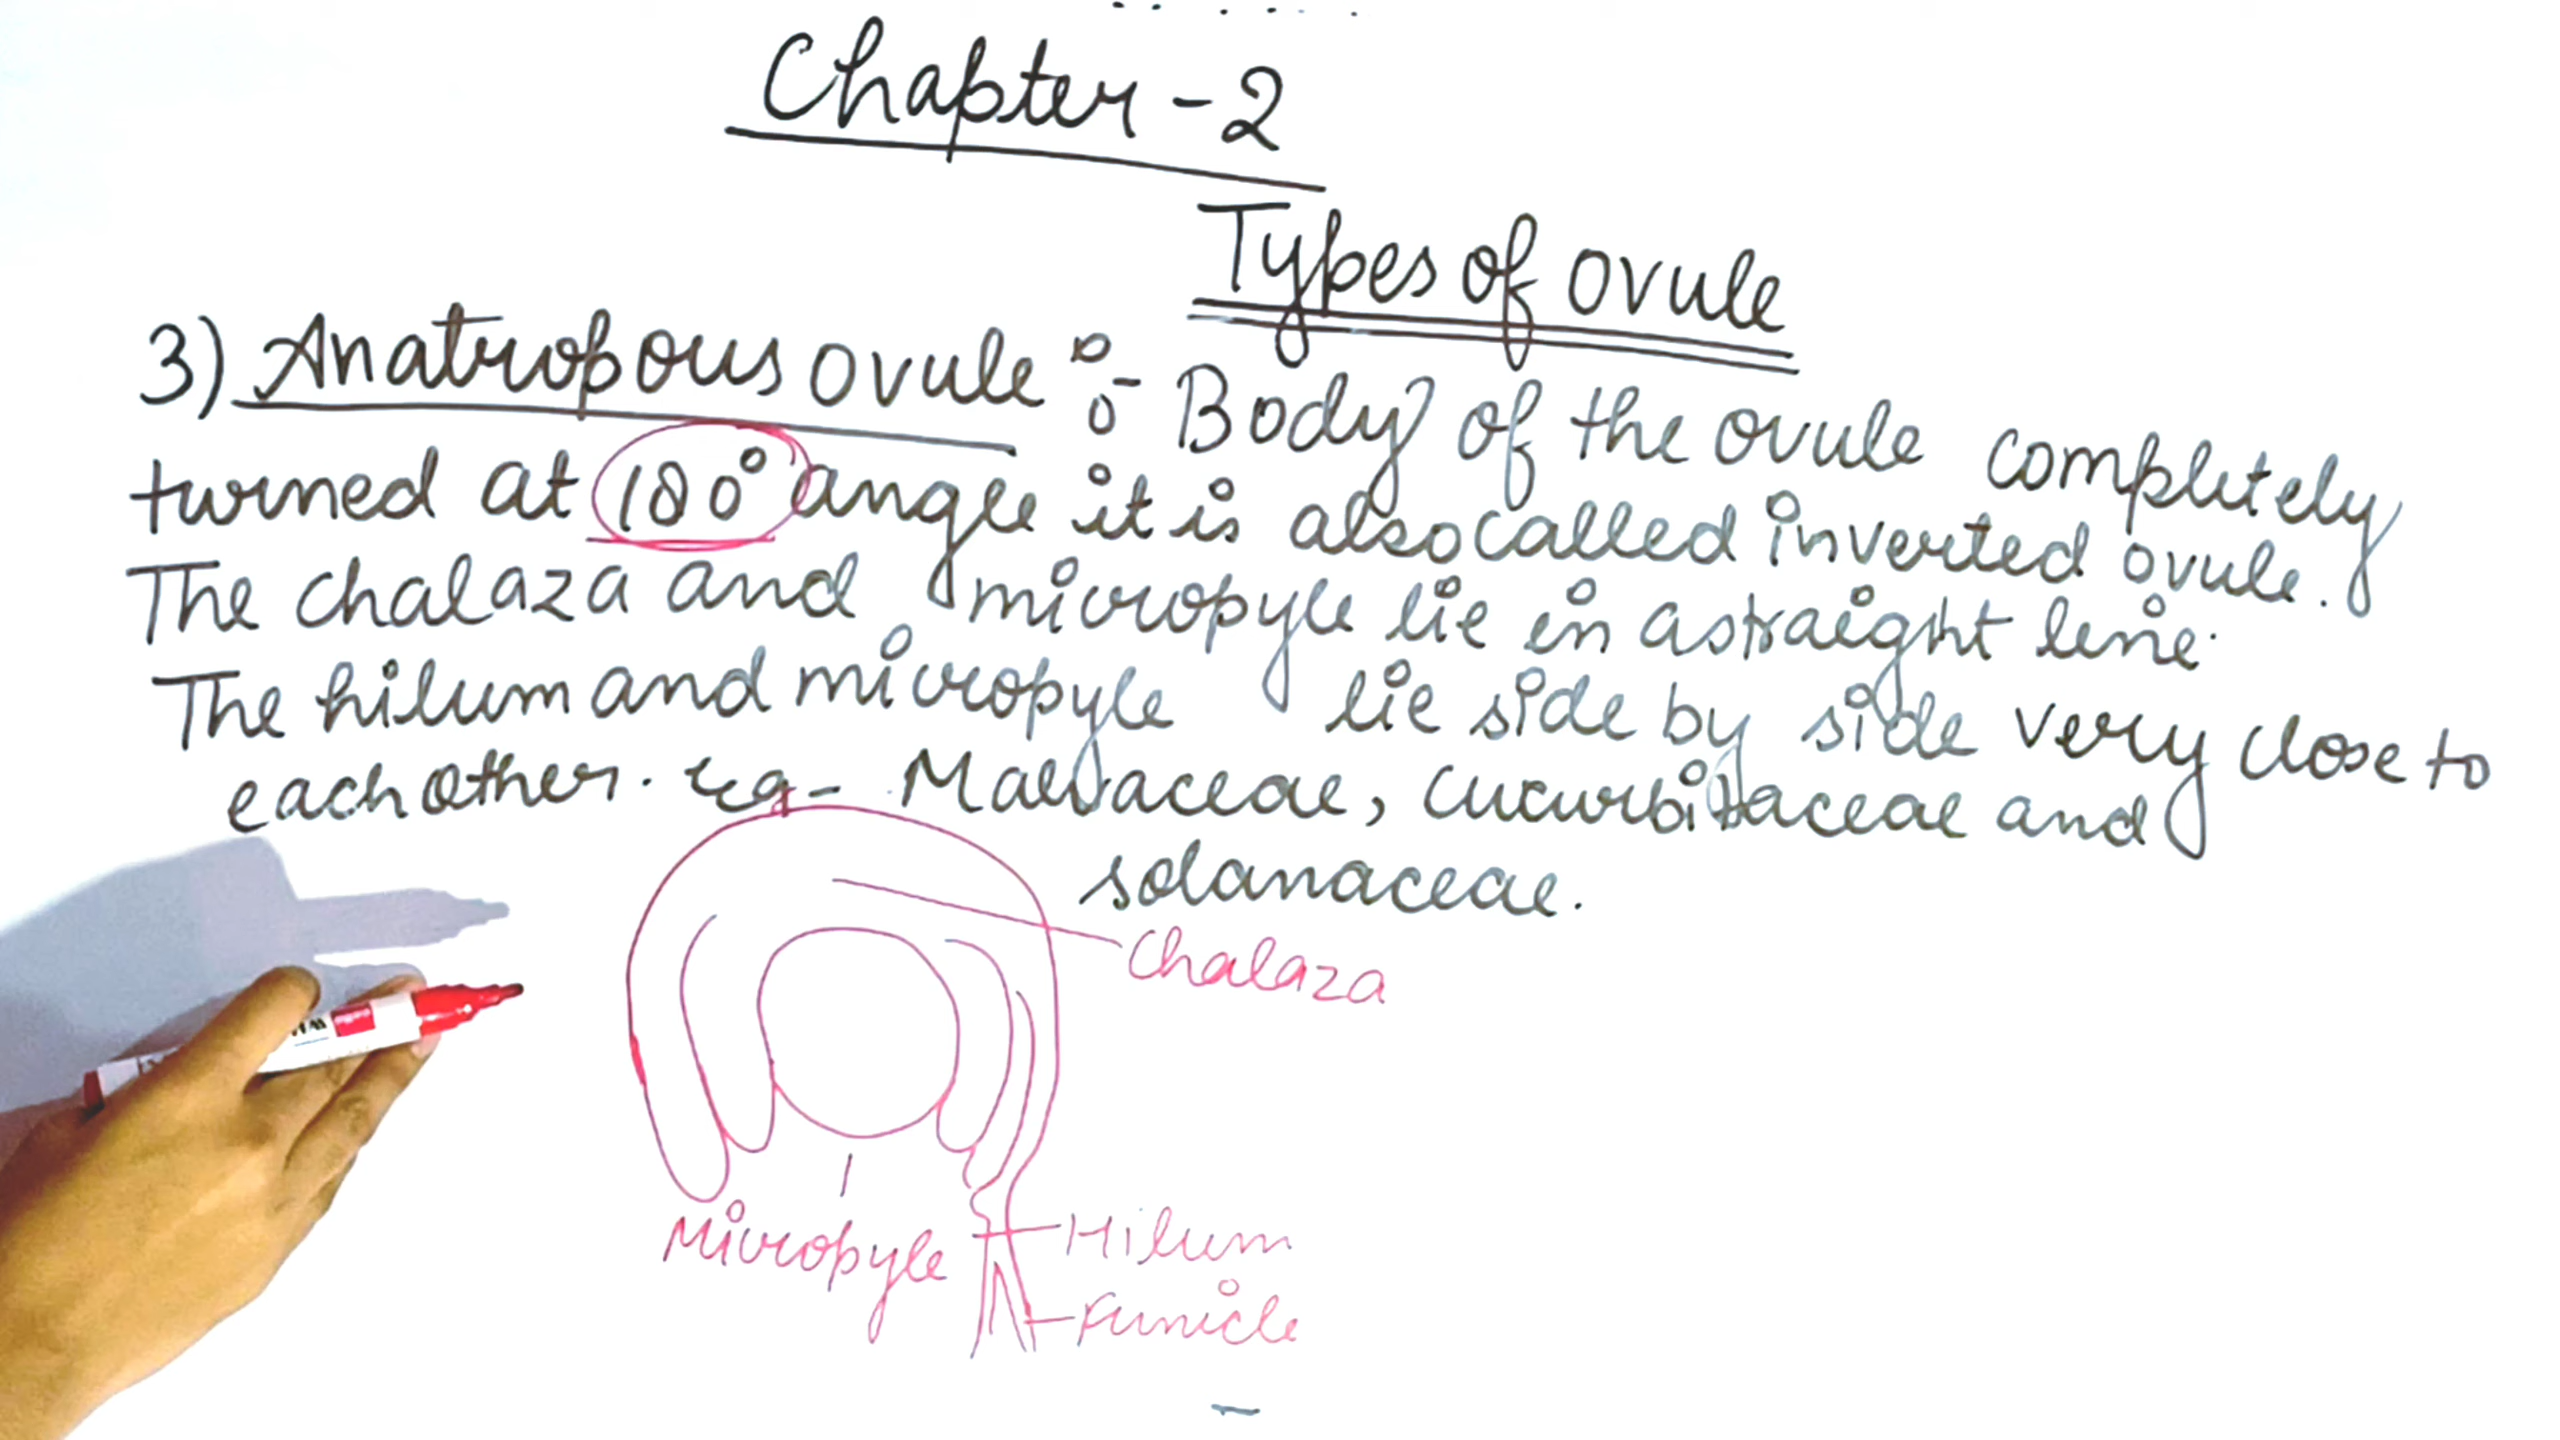 Chapter - 2
Types of ovule
3) Anatropous ovule :- Body of the ovule completely
turned at 180° angle it is also called inverted ovule.
The chalaza and micropyle lie in a straight line.
The hilum and micropyle lie side by side very close to
each other. eg- Malvaceae, cucurbitaceae and
solanaceae.
Chalaza
Micropyle
Hilum
Funicle